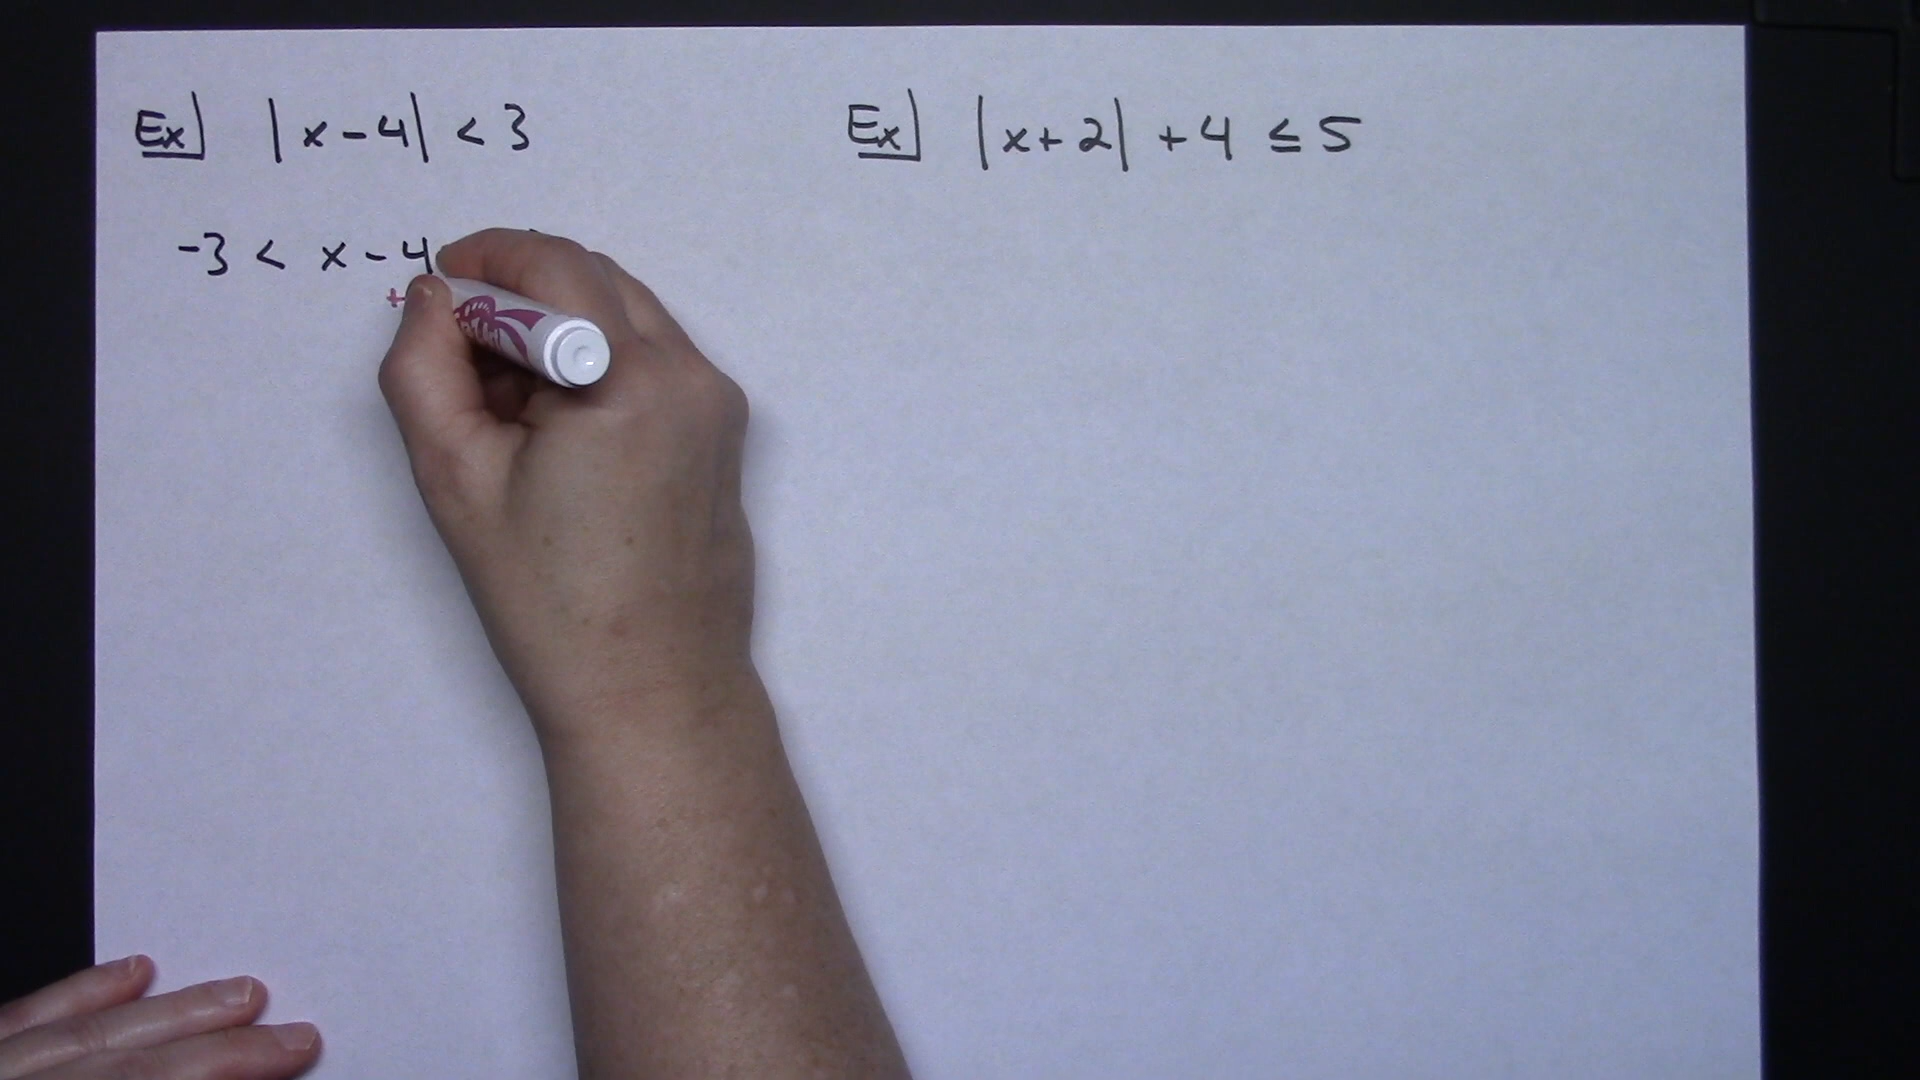 Ex| |x-4| < 3
-3 < x - 4
+
Ex| |x+2| + 4 ≤ 5